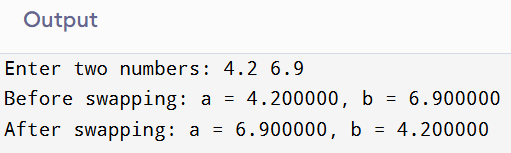 Output
Enter two numbers: 4.2 6.9
Before swapping: a = 4.200000, b = 6.900000
After swapping: a = 6.900000, b = 4.200000